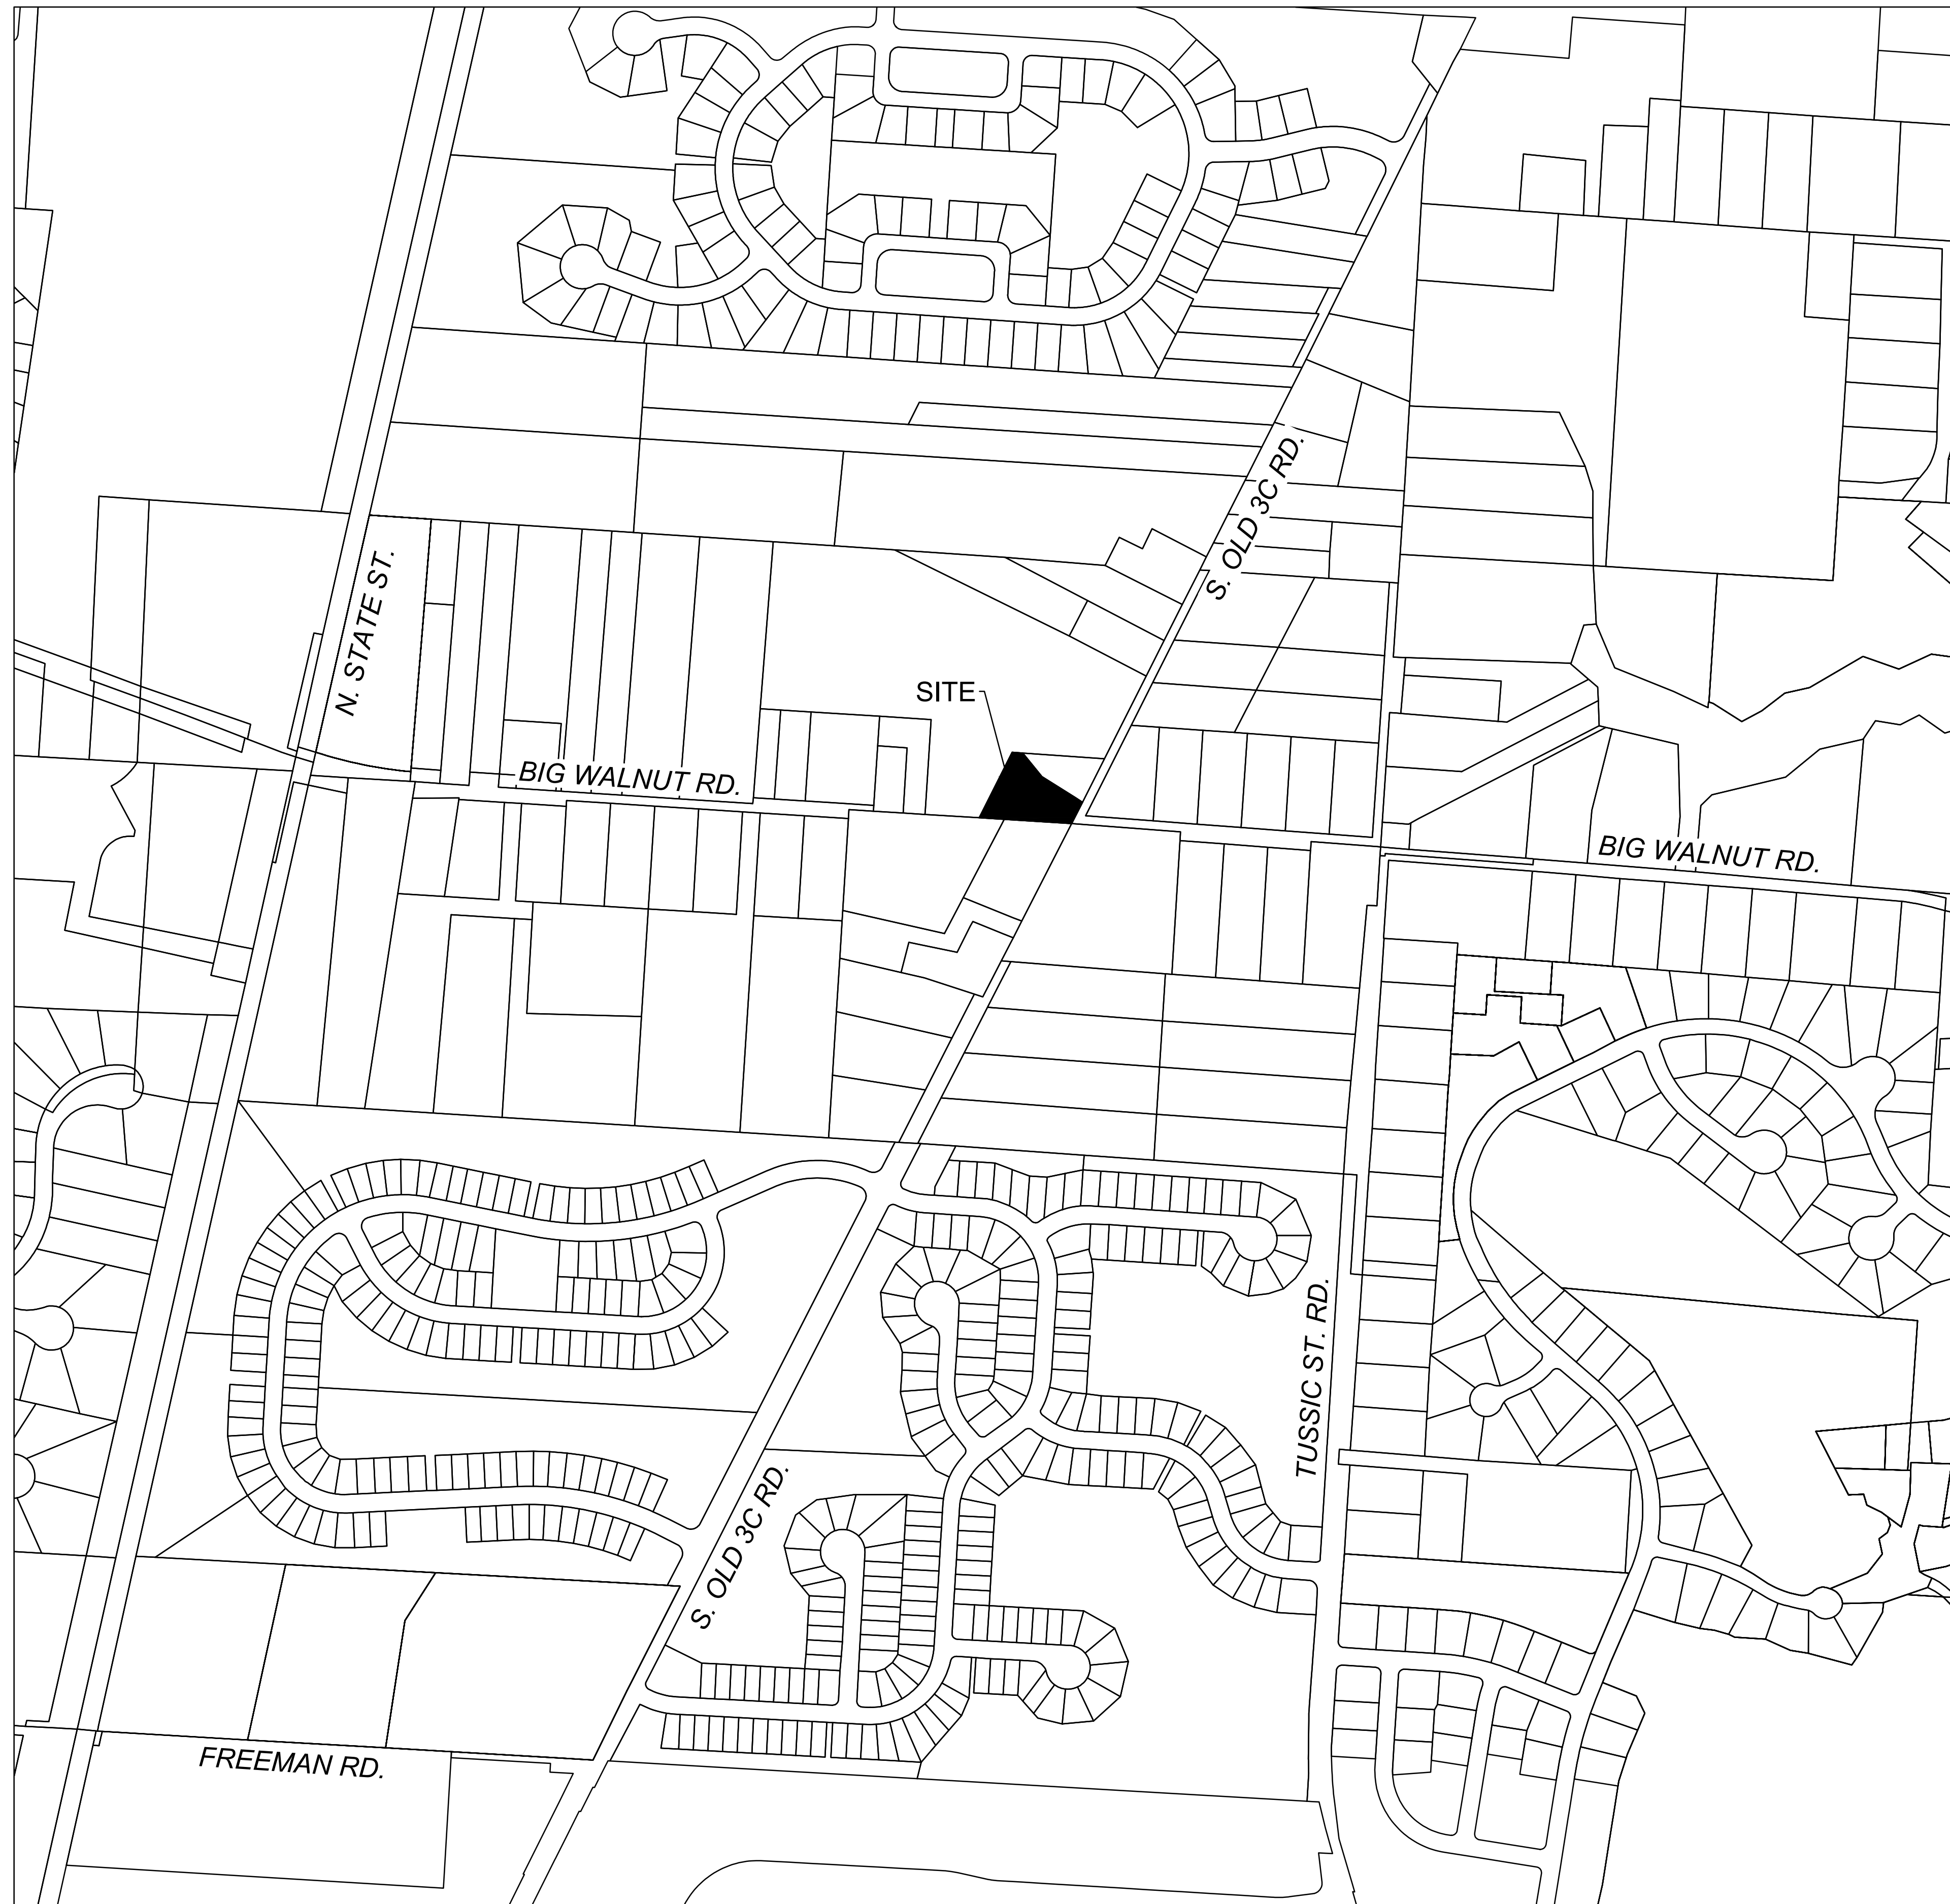 S. OLD 3C RD.
N. STATE ST.
SITE
BIG WALNUT RD.
BIG WALNUT RD.
TUSSIC ST. RD.
S. OLD 3C RD.
FREEMAN RD.